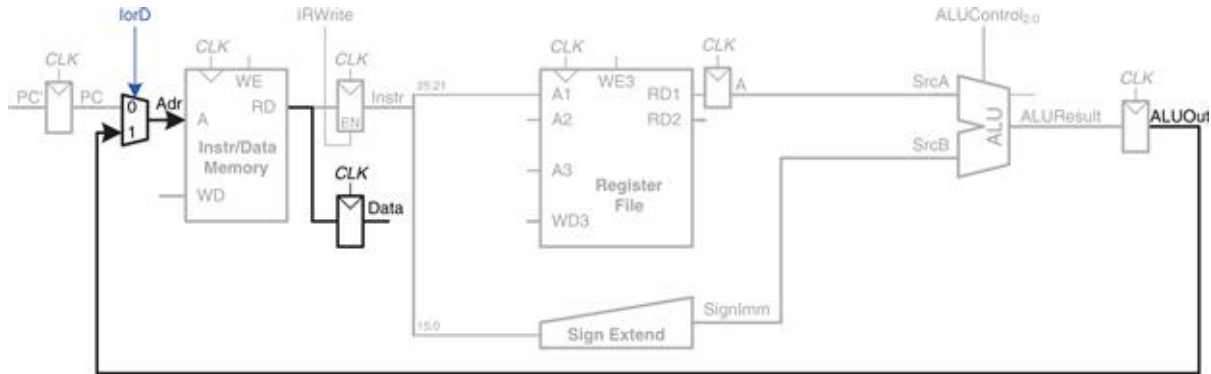 IorD
IRWrite
ALUControl2:0
CLK
CLK
CLK
CLK
CLK
CLK
PC'
PC
0
1
Adr
WE
RD
A
Instr/Data
Memory
WD
EN
Instr
25:21
A1
A2
A3
WD3
WE3
RD1
RD2
Register
File
A
SrcA
SrcB
ALU
ALUResult
ALUOut
CLK
Data
15:0
Sign Extend
SignImm